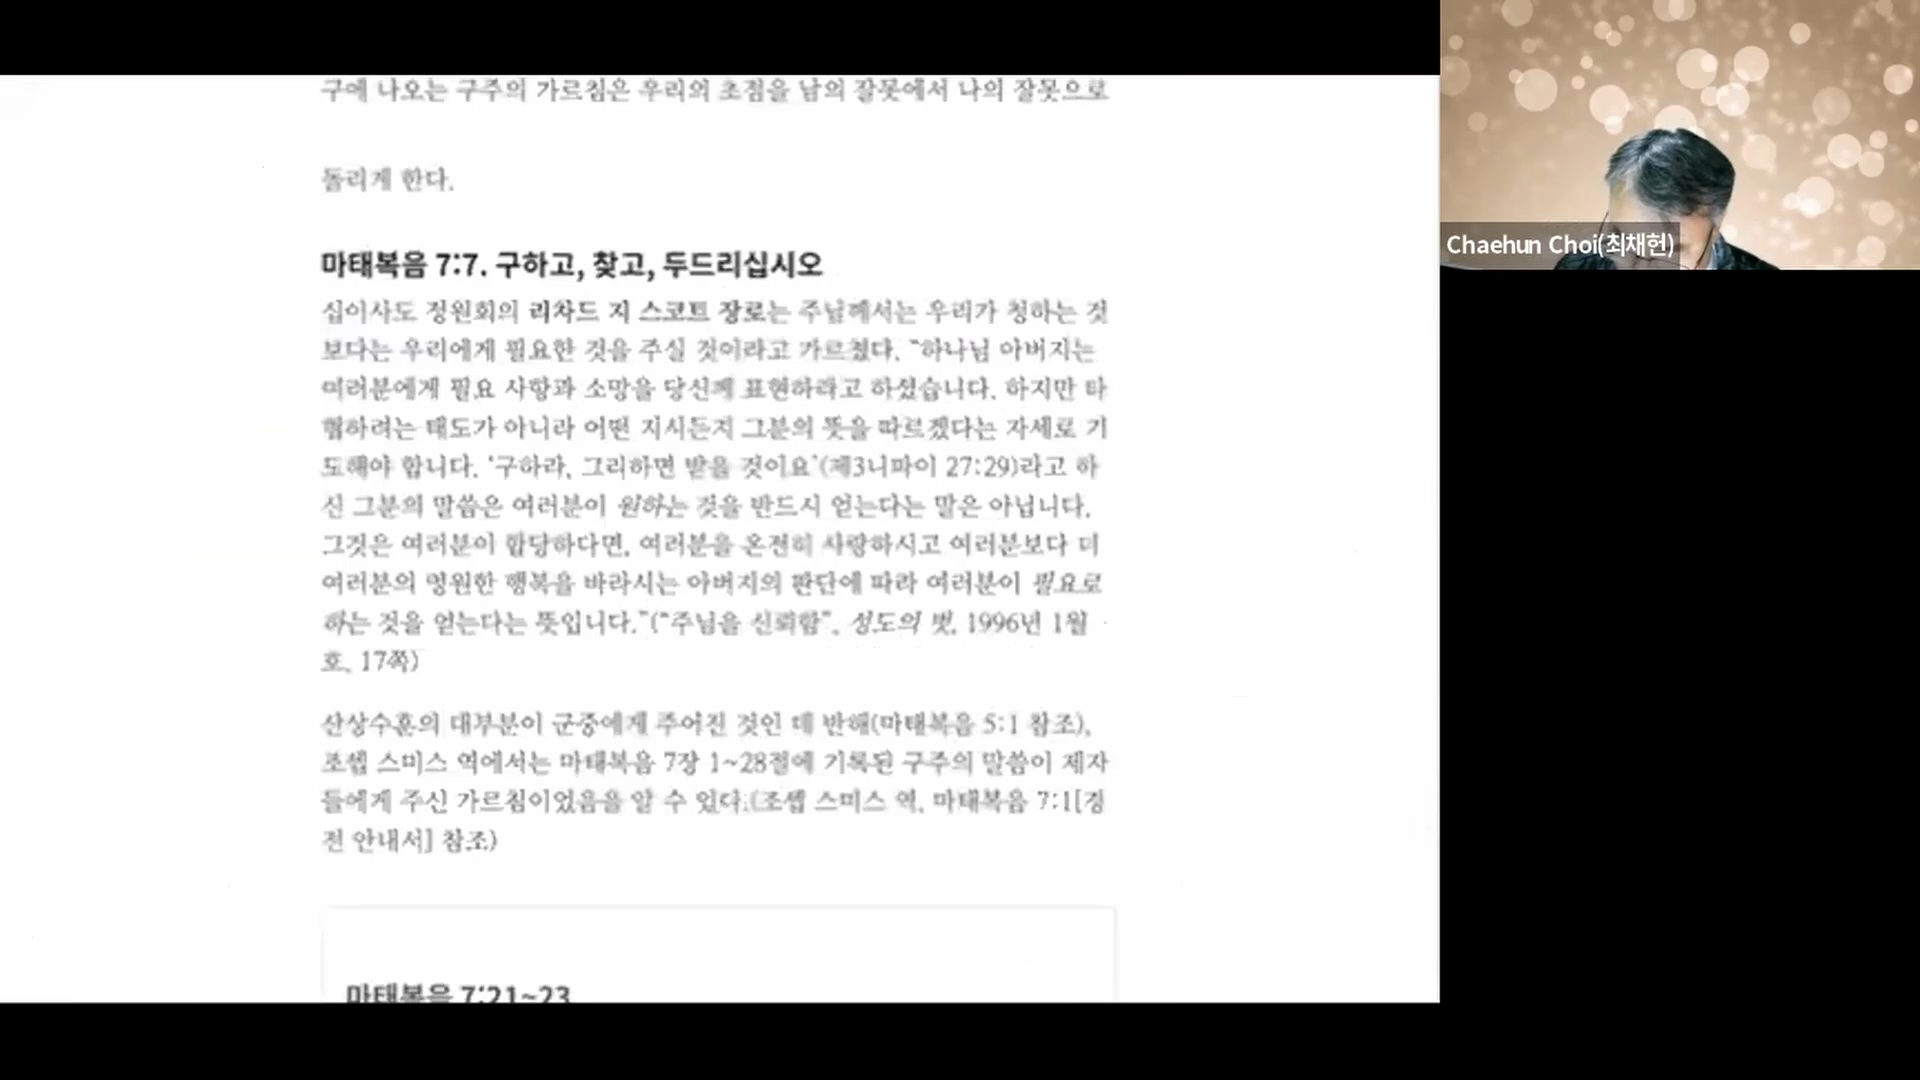 구에 나오는 구주의 가르침은 우리의 초점을 남의 잘못에서 나의 잘못으로
돌리게 한다.
마태복음 7:7. 구하고, 찾고, 두드리십시오
십이사도 정원회의 리차드 지 스코트 장로는 주님께서는 우리가 청하는 것
보다는 우리에게 필요한 것을 주실 것이라고 가르쳤다. “하나님 아버지는
여러분에게 필요 사항과 소망을 당신께 표현하라고 하셨습니다. 하지만 타
협하려는 태도가 아니라 어떤 지시든지 그분의 뜻을 따르겠다는 자세로 기
도해야 합니다. ‘구하라, 그리하면 받을 것이요’(제3니파이 27:29)라고 하
신 그분의 말씀은 여러분이 원하는 것을 반드시 얻는다는 말은 아닙니다.
그것은 여러분이 합당하다면, 여러분을 온전히 사랑하시고 여러분보다 더
여러분의 영원한 행복을 바라시는 아버지의 판단에 따라 여러분이 필요로
하는 것을 얻는다는 뜻입니다.”(“주님을 신뢰함”, 성도의 벗, 1996년 1월
호, 17쪽)
산상수훈의 대부분이 군중에게 주어진 것인 데 반해(마태복음 5:1 참조),
조셉 스미스 역에서는 마태복음 7장 1~28절에 기록된 구주의 말씀이 제자
들에게 주신 가르침이었음을 알 수 있다.(조셉 스미스 역, 마태복음 7:1[경
전 안내서] 참조)
마태복음 7:21~23
Chaehun Choi(최채헌)